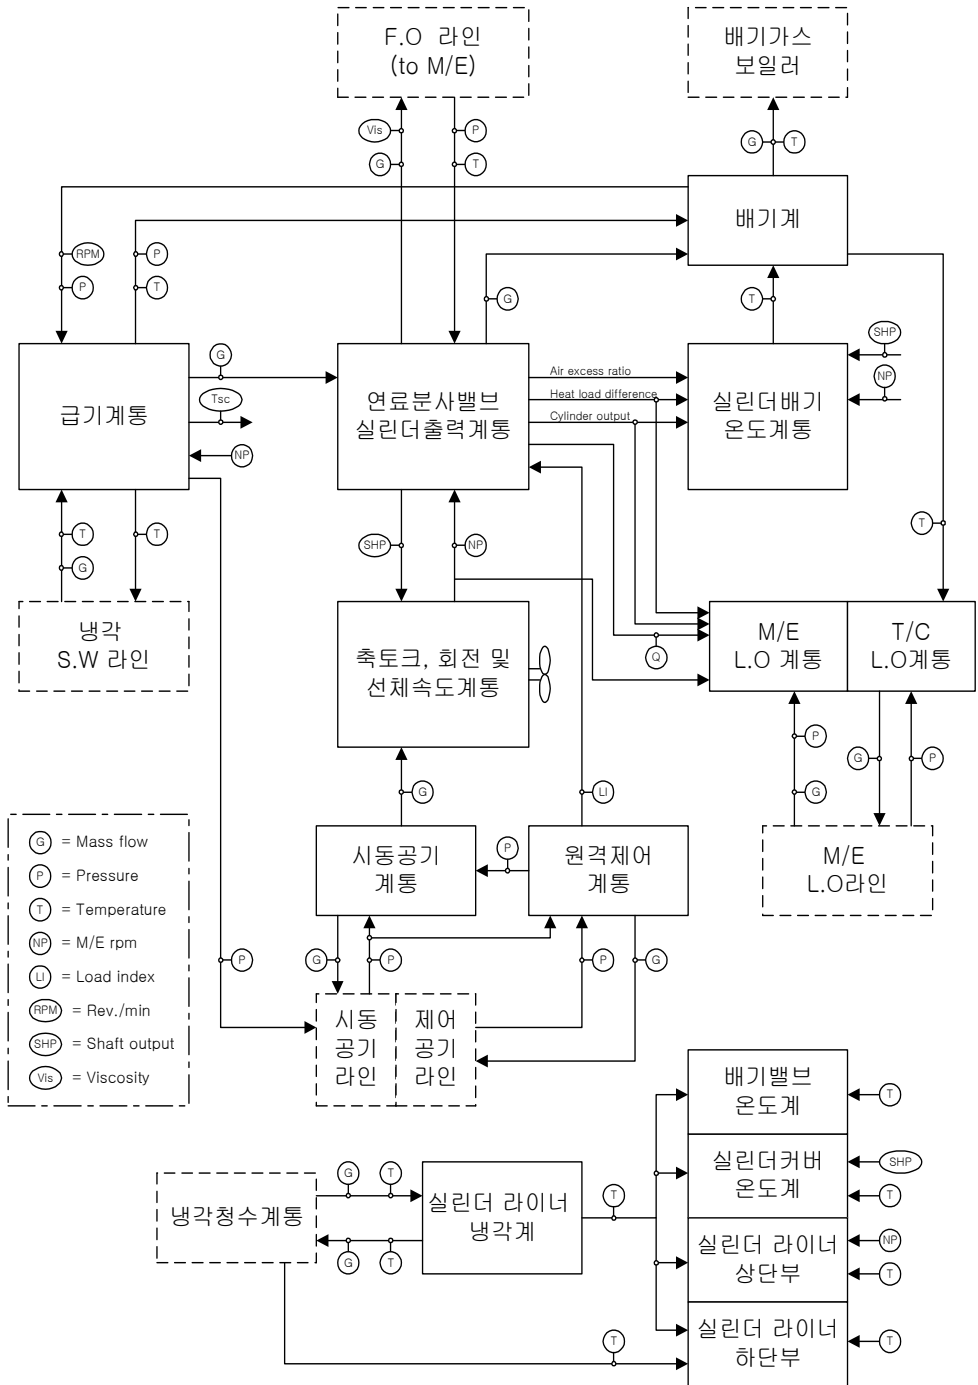 F.O 라인
(to M/E)
배기가스
보일러
Vis
G
P
T
G
T
배기계
RPM
P
P
T
G
T
SHP
NP
급기계통
G
Tsc
NP
연료분사밸브
실린더출력계통
Air excess ratio
Heat load difference
Cylinder output
실린더배기
온도계통
T
G
T
SHP
NP
T
냉각
S.W 라인
축토크, 회전 및
선체속도계통
Q
M/E
L.O 계통
T/C
L.O계통
P
G
G
P
G
LI
시동공기
계통
P
원격제어
계통
M/E
L.O라인
G = Mass flow
P = Pressure
T = Temperature
NP = M/E rpm
LI = Load index
RPM = Rev./min
SHP = Shaft output
Vis = Viscosity
P
G
P
P
G
시동
공기
라인
제어
공기
라인
배기밸브
온도계
T
실린더커버
온도계
SHP
T
실린더 라이너
상단부
NP
T
실린더 라이너
하단부
T
냉각청수계통
G
T
G
T
실린더 라이너
냉각계
T
T